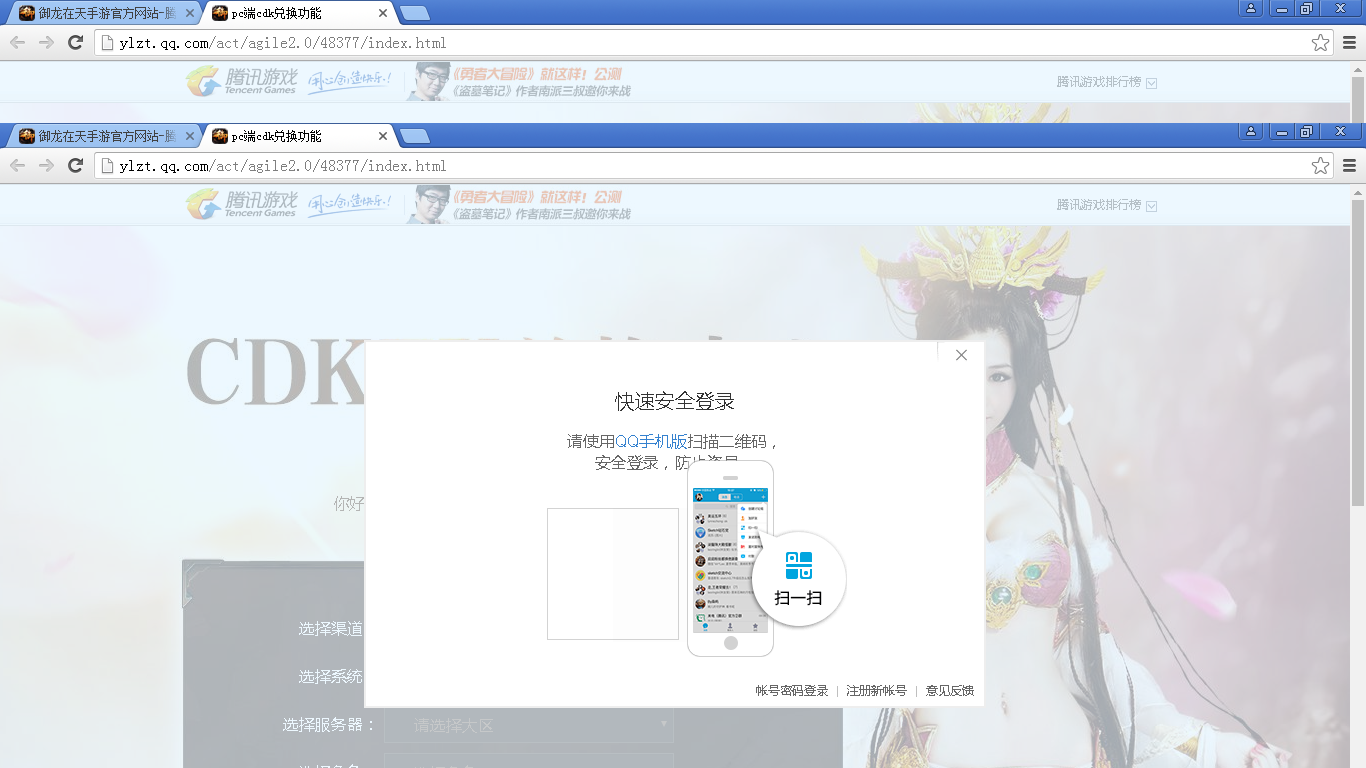 御龙在天手游官方网站-腾
pc端cdk兑换功能
ylzt.qq.com/act/agile2.0/48377/index.html
腾讯游戏
Tencent Games
用心创造快乐!
《勇者大冒险》就这样!公测
《盗墓笔记》作者南派三叔邀你来战
腾讯游戏排行榜
御龙在天手游官方网站-腾
pc端cdk兑换功能
ylzt.qq.com/act/agile2.0/48377/index.html
腾讯游戏
Tencent Games
用心创造快乐!
《勇者大冒险》就这样!公测
《盗墓笔记》作者南派三叔邀你来战
腾讯游戏排行榜
CDK
快速安全登录
请使用QQ手机版扫描二维码，
安全登录，防止盗号
你好
扫一扫
选择渠道
选择系统
帐号密码登录 | 注册新帐号 | 意见反馈
选择服务器：
请选择大区